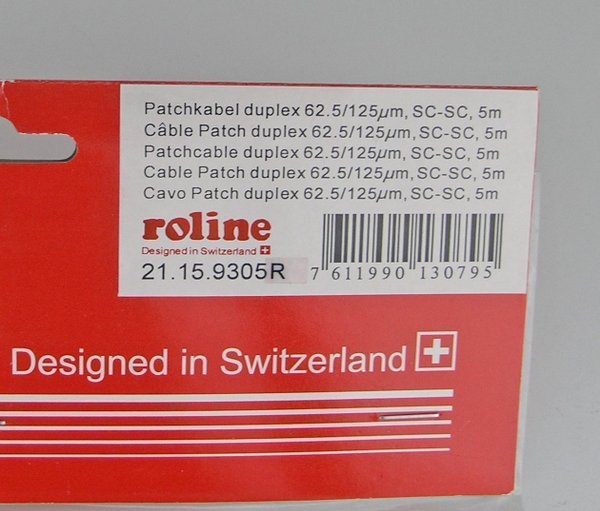 Patchkabel duplex 62.5/125µm, SC-SC, 5m
Câble Patch duplex 62.5/125µm, SC-SC, 5m
Patchcable duplex 62.5/125µm, SC-SC, 5m
Cable Patch duplex 62.5/125µm, SC-SC, 5m
Cavo Patch duplex 62.5/125µm, SC-SC, 5m
roline
Designed in Switzerland
21.15.9305R
7 611990 130795
Designed in Switzerland